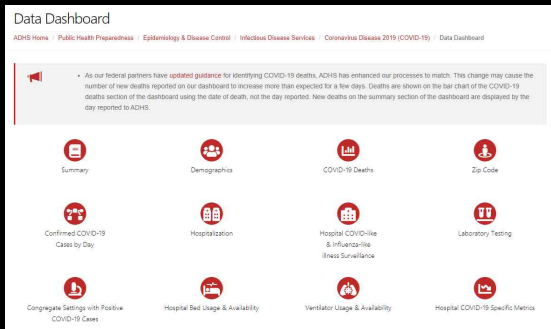 Data Dashboard
ADHS Home / Public Health Preparedness / Epidemiology & Disease Control / Infectious Disease Services / Coronavirus Disease 2019 (COVID-19) / Data Dashboard
• As our federal partners have updated guidance for identifying COVID-19 deaths, ADHS has enhanced our processes to match. This change may cause the
number of new deaths reported on our dashboard to increase more than expected for a few days. Deaths are shown on the bar chart of the COVID-19
deaths section of the dashboard using the date of death, not the day reported. New deaths on the summary section of the dashboard are displayed by the
day reported to ADHS.
Summary
Demographics
COVID-19 Deaths
Zip Code
Confirmed COVID-19
Cases by Day
Hospitalization
Hospital COVID-like
& Influenza-like
Illness Surveillance
Laboratory Testing
Congregate Settings with Positive
COVID-19 Cases
Hospital Bed Usage & Availability
Ventilator Usage & Availability
Hospital COVID-19 Specific Metrics